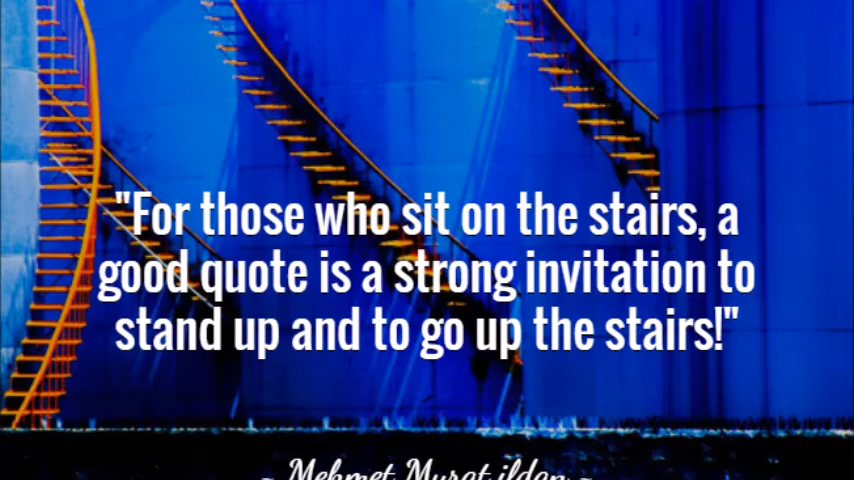 "For those who sit on the stairs, a
good quote is a strong invitation to
stand up and to go up the stairs!"
~ Mehmet Murat ildan ~